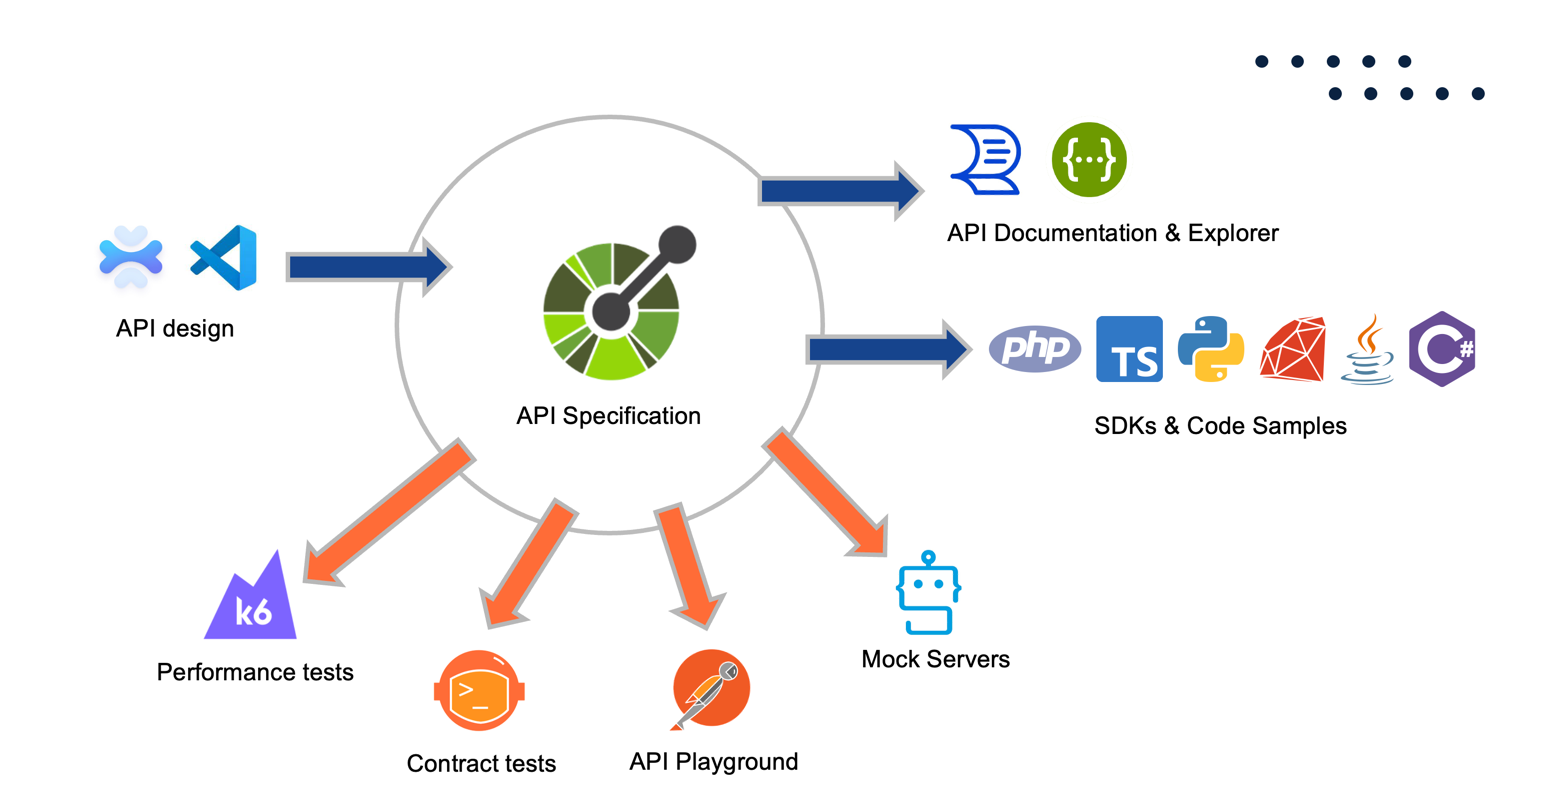 API Documentation & Explorer
API design
php
TS
C#
API Specification
SDKs & Code Samples
k6
Performance tests
>_
Contract tests
API Playground
Mock Servers
{...}